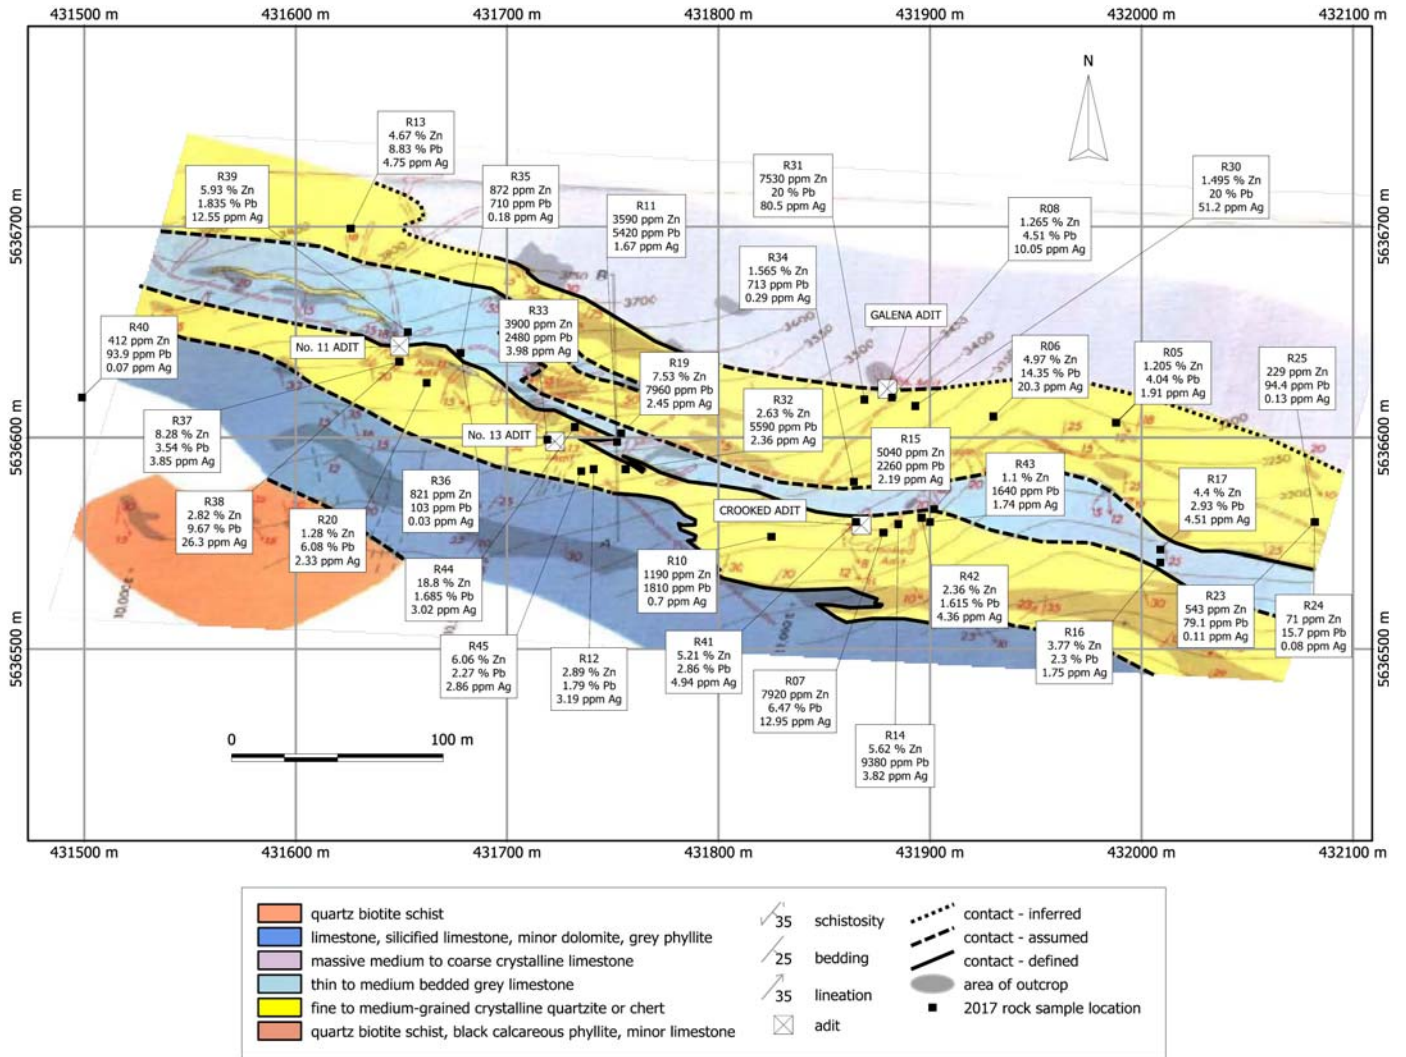 431500 m
431600 m
431700 m
431800 m
431900 m
432000 m
432100 m
N
5636700 m
5636600 m
5636500 m
5636700 m
5636600 m
5636500 m
R13
4.67 % Zn
8.83 % Pb
4.75 ppm Ag
R39
5.93 % Zn
1.835 % Pb
12.55 ppm Ag
R35
872 ppm Zn
710 ppm Pb
0.18 ppm Ag
R11
3590 ppm Zn
5420 ppm Pb
1.67 ppm Ag
R31
7530 ppm Zn
20 % Pb
80.5 ppm Ag
R08
1.265 % Zn
4.51 % Pb
10.05 ppm Ag
R30
1.495 % Zn
20 % Pb
51.2 ppm Ag
R34
1.565 % Zn
713 ppm Pb
0.29 ppm Ag
GALENA ADIT
R40
412 ppm Zn
93.9 ppm Pb
0.07 ppm Ag
No. 11 ADIT
R33
3900 ppm Zn
2480 ppm Pb
3.98 ppm Ag
R19
7.53 % Zn
7960 ppm Pb
2.45 ppm Ag
R32
2.63 % Zn
5590 ppm Pb
2.36 ppm Ag
R06
4.97 % Zn
14.35 % Pb
20.3 ppm Ag
R05
1.205 % Zn
4.04 % Pb
1.91 ppm Ag
R25
229 ppm Zn
94.4 ppm Pb
0.13 ppm Ag
R37
8.28 % Zn
3.54 % Pb
3.85 ppm Ag
No. 13 ADIT
R15
5040 ppm Zn
2260 ppm Pb
2.19 ppm Ag
R43
1.1 % Zn
1640 ppm Pb
1.74 ppm Ag
R17
4.4 % Zn
2.93 % Pb
4.51 ppm Ag
R38
2.82 % Zn
9.67 % Pb
26.3 ppm Ag
R20
1.28 % Zn
6.08 % Pb
2.33 ppm Ag
R36
821 ppm Zn
103 ppm Pb
0.03 ppm Ag
CROOKED ADIT
R44
18.8 % Zn
1.685 % Pb
3.02 ppm Ag
R10
1190 ppm Zn
1810 ppm Pb
0.7 ppm Ag
R42
2.36 % Zn
1.615 % Pb
4.36 ppm Ag
R23
543 ppm Zn
79.1 ppm Pb
0.11 ppm Ag
R24
71 ppm Zn
15.7 ppm Pb
0.08 ppm Ag
R45
6.06 % Zn
2.27 % Pb
2.86 ppm Ag
R12
2.89 % Zn
1.79 % Pb
3.19 ppm Ag
R41
5.21 % Zn
2.86 % Pb
4.94 ppm Ag
R16
3.77 % Zn
2.3 % Pb
1.75 ppm Ag
R07
7920 ppm Zn
6.47 % Pb
12.95 ppm Ag
R14
5.62 % Zn
9380 ppm Pb
3.82 ppm Ag
3700
3600
3550
3500
3400
0
100 m
431500 m
431600 m
431700 m
431800 m
431900 m
432000 m
432100 m
quartz biotite schist
limestone, silicified limestone, minor dolomite, grey phyllite
massive medium to coarse crystalline limestone
thin to medium bedded grey limestone
fine to medium-grained crystalline quartzite or chert
quartz biotite schist, black calcareous phyllite, minor limestone
35
schistosity
25
bedding
35
lineation
adit
contact - inferred
contact - assumed
contact - defined
area of outcrop
2017 rock sample location